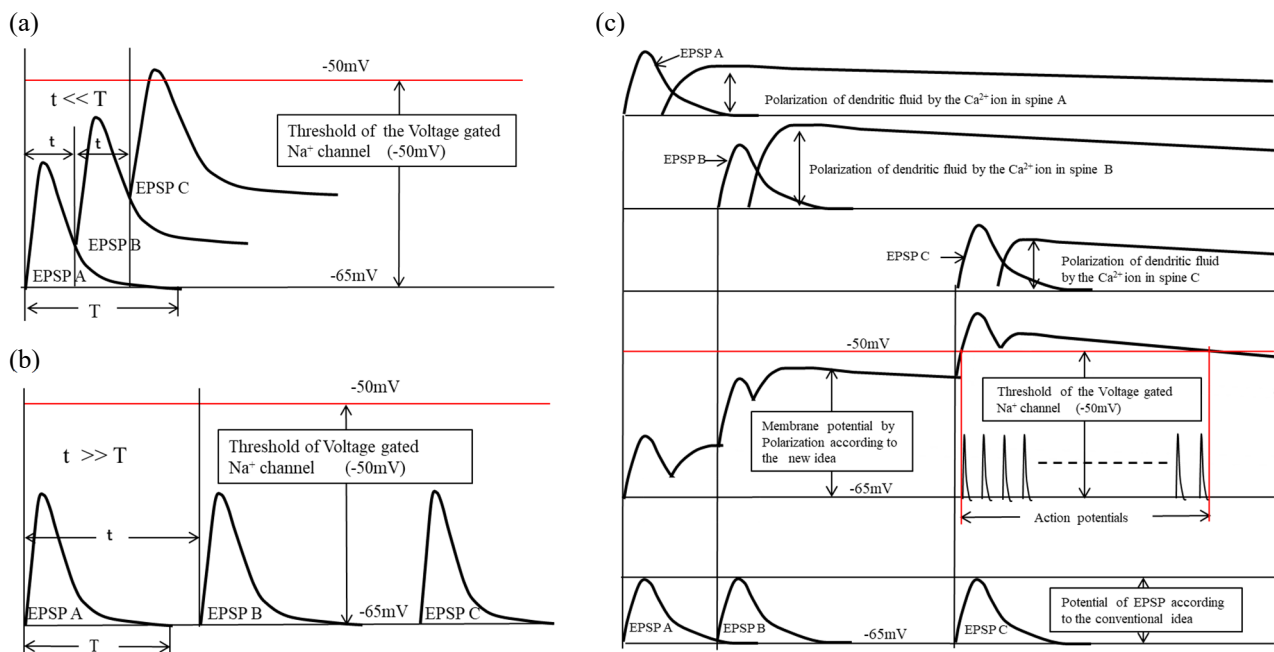 (a)
-50mV
t << T
Threshold of the Voltage gated
Na⁺ channel (-50mV)
t
t
EPSP C
EPSP B
EPSP A
-65mV
T
(b)
-50mV
t >> T
Threshold of Voltage gated
Na⁺ channel (-50mV)
t
EPSP A
EPSP B
-65mV
EPSP C
T
(c)
EPSP A
Polarization of dendritic fluid by the Ca²⁺ ion in spine A
EPSP B
Polarization of dendritic fluid by the Ca²⁺ ion in spine B
EPSP C
Polarization of dendritic fluid
by the Ca²⁺ ion in spine C
-50mV
Threshold of the Voltage gated
Na⁺ channel (-50mV)
Membrane potential by
Polarization according to
the new idea
-65mV
Action potentials
Potential of EPSP according
to the conventional idea
EPSP A
EPSP B
-65mV
EPSP C